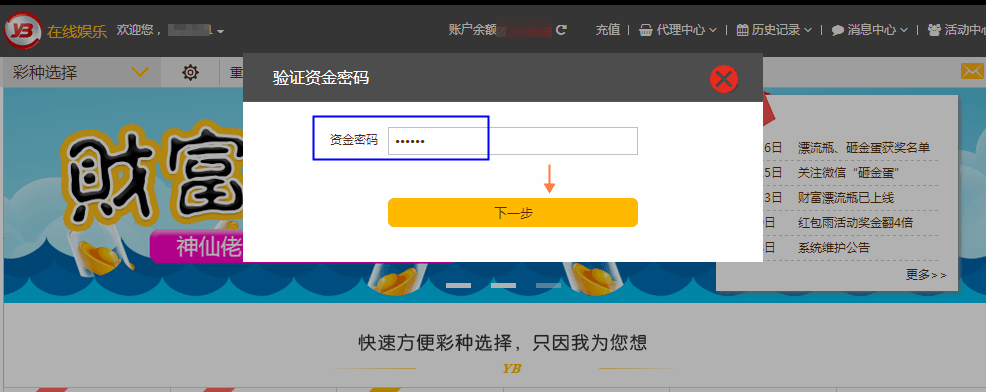 YB 在线娱乐 欢迎您， 账户余额 充值 代理中心 历史记录 消息中心 活动中心
彩种选择 重
验证资金密码
资金密码 ••••••
下一步
財富
神仙佬
6日 漂流瓶、砸金蛋获奖名单
5日 关注微信“砸金蛋”
3日 财富漂流瓶已上线
日 红包雨活动奖金翻4倍
日 系统维护公告
更多>>
快速方便彩种选择，只因我为您想
YB